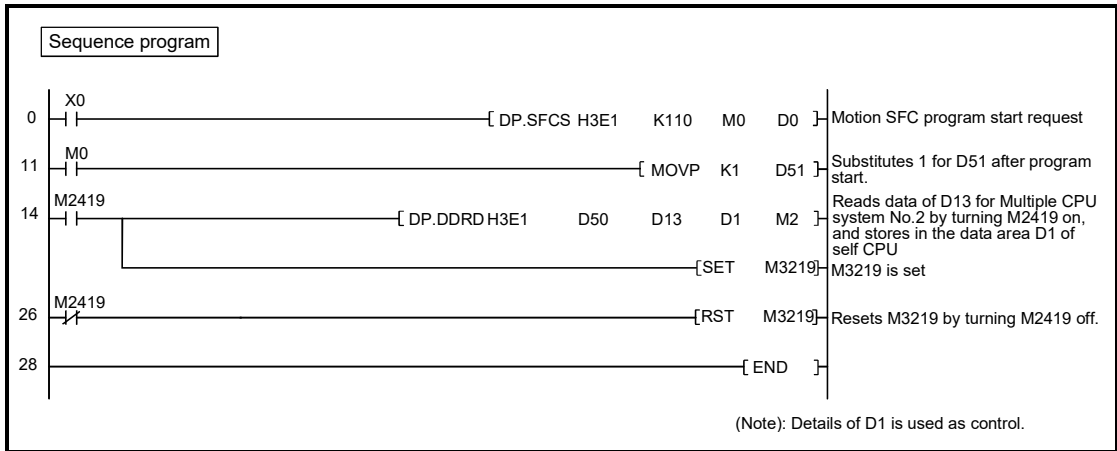 Sequence program
X0
0 [ DP.SFCS H3E1 K110 M0 D0 ] Motion SFC program start request
M0
11 [ MOVP K1 D51 ] Substitutes 1 for D51 after program
start.
M2419
14 [ DP.DDRD H3E1 D50 D13 D1 M2 ] Reads data of D13 for Multiple CPU
system No.2 by turning M2419 on,
and stores in the data area D1 of
self CPU
[SET M3219] M3219 is set
M2419
26 [RST M3219] Resets M3219 by turning M2419 off.
28 [ END ]
(Note): Details of D1 is used as control.